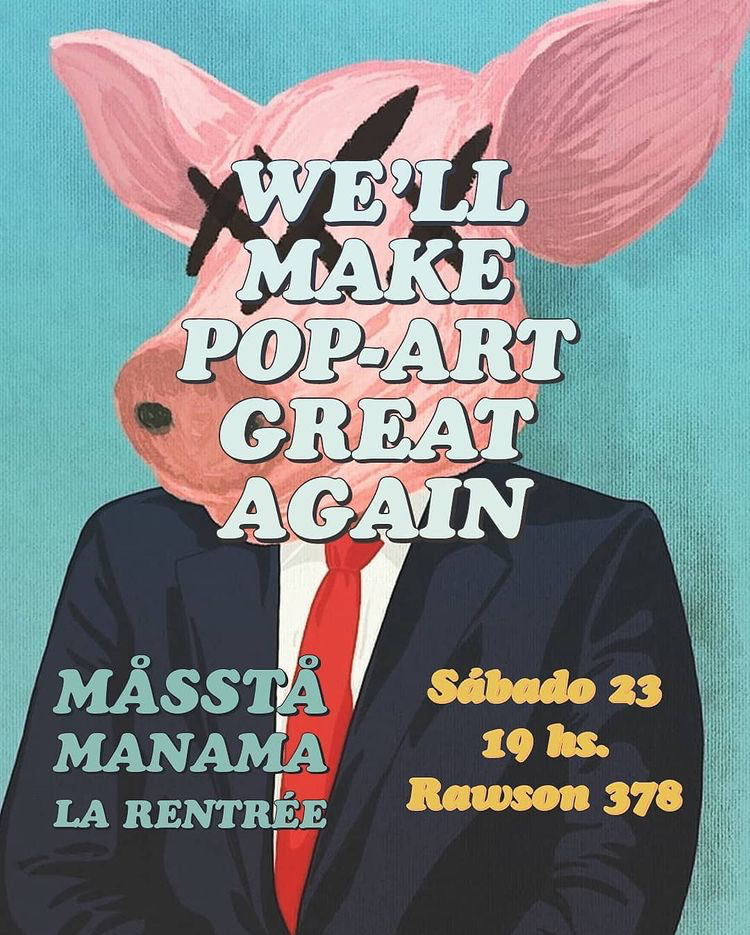 WE'LL
MAKE
POP-ART
GREAT
AGAIN
MÅSSTÅ
MANAMA
LA RENTRÉE
Sábado 23
19 hs.
Rawson 378